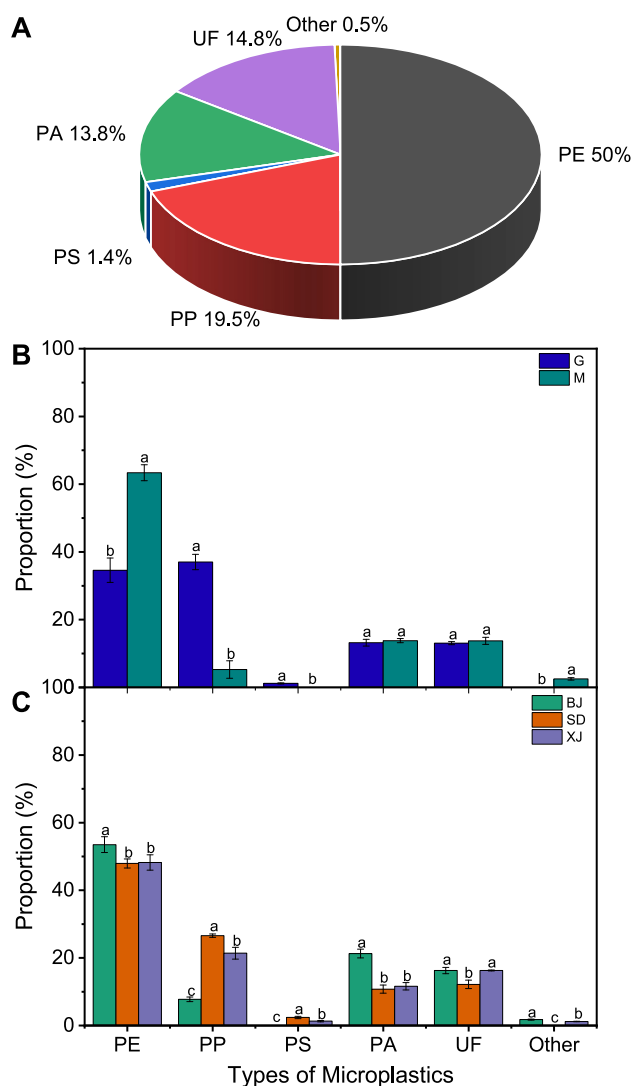 A
Other 0.5%
UF 14.8%
PA 13.8%
PE 50%
PS 1.4%
PP 19.5%
B
100
80
60
40
20
100
Proportion (%)
G
M
b a
a b
a b
a a
a a
b a
C
80
60
40
20
0
Proportion (%)
BJ
SD
XJ
a b b
c a b
c a b
a b b
a b a
a c b
PE PP PS PA UF Other
Types of Microplastics